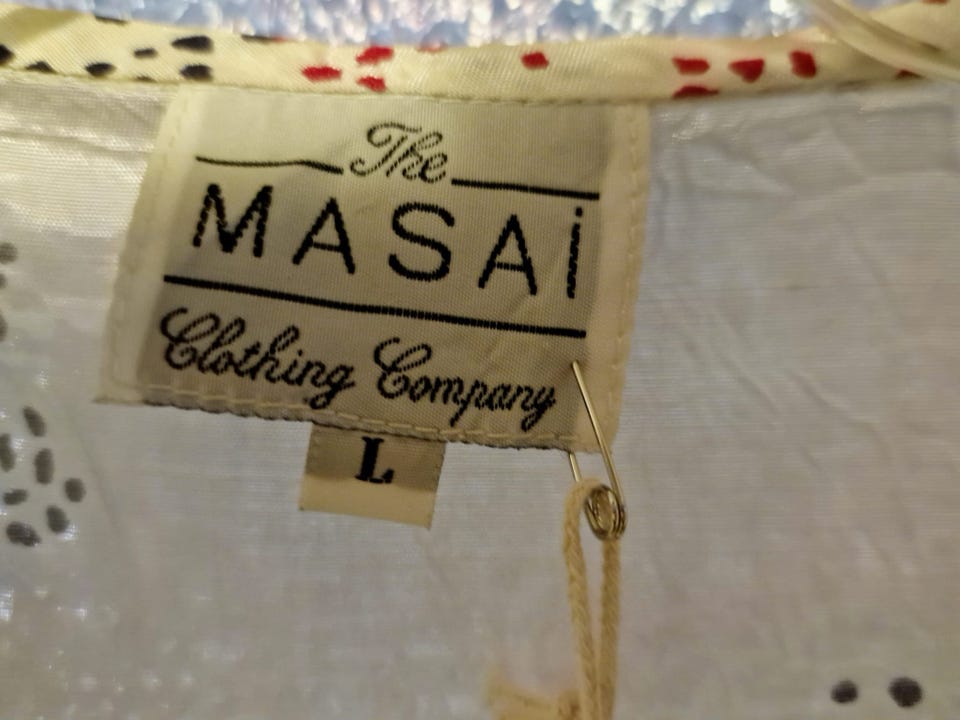 The
MASAi
Clothing Company
L